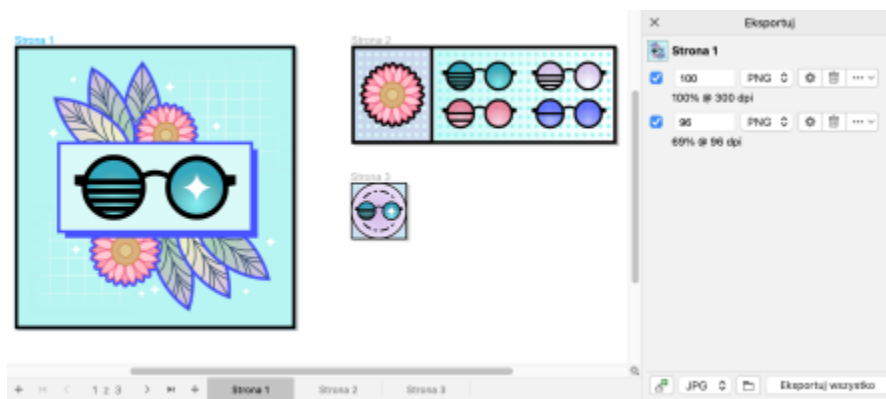 Strona 1
Strona 2
Strona 3
Eksportuj
Strona 1
100 PNG
100% @ 300 dpi
96 PNG
69% @ 96 dpi
1 z 3 Strona 1 Strona 2 Strona 3
JPG Eksportuj wszystko